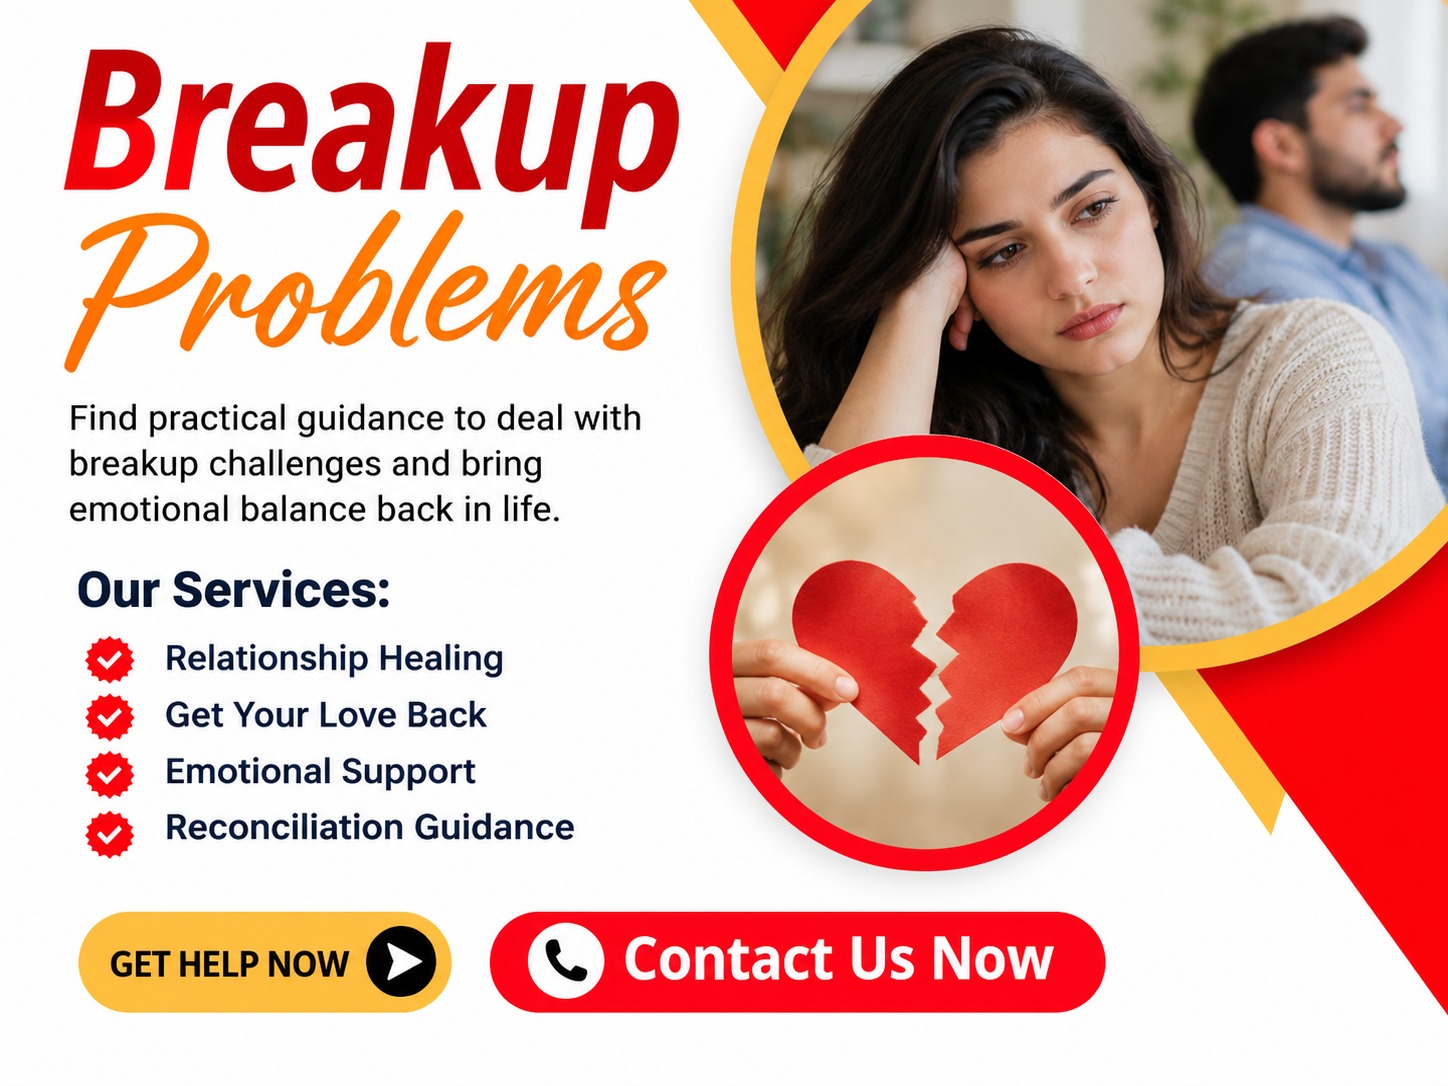 Breakup
Problems
Find practical guidance to deal with
breakup challenges and bring
emotional balance back in life.
Our Services:
Relationship Healing
Get Your Love Back
Emotional Support
Reconciliation Guidance
GET HELP NOW
Contact Us Now